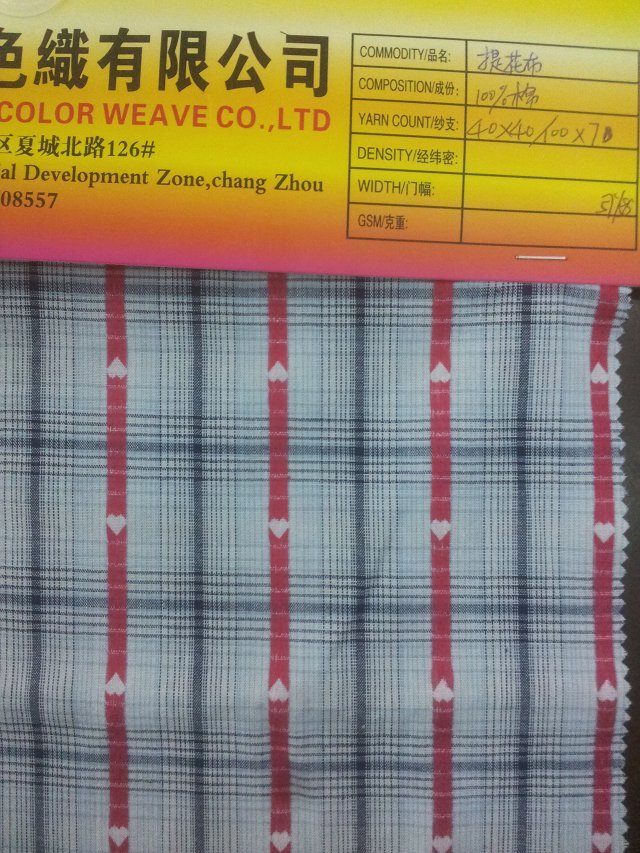 色織有限公司
COLOR WEAVE CO.,LTD
区夏城北路126#
al Development Zone,chang Zhou
08557
COMMODITY/品名: 提花布
COMPOSITION/成份: 100%棉
YARN COUNT/纱支: 40×40/100×70
DENSITY/经纬密:
WIDTH/门幅: 57/58
GSM/克重: